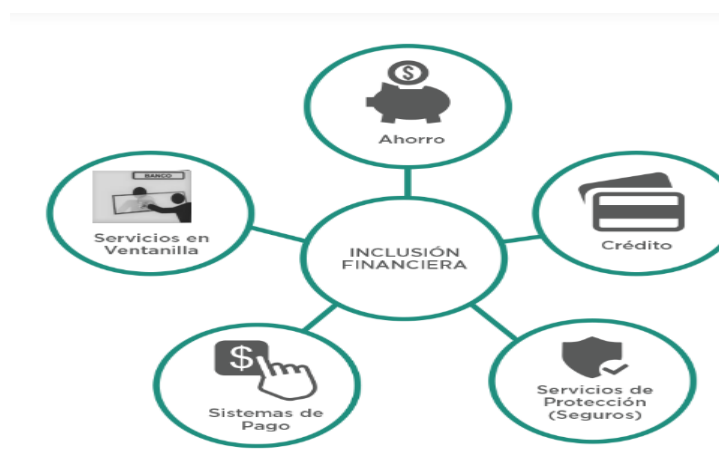 $
Ahorro
BANCO
Servicios en
Ventanilla
Crédito
INCLUSIÓN
FINANCIERA
$
Sistemas de
Pago
Servicios de
Protección
(Seguros)